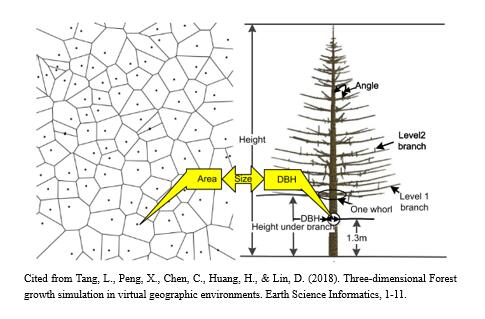 Angle
Height
Level2
branch
Area
Size
DBH
Level 1
branch
One whorl
DBH
Height under branch
1.3m
Cited from Tang, L., Peng, X., Chen, C., Huang, H., & Lin, D. (2018). Three-dimensional Forest
growth simulation in virtual geographic environments. Earth Science Informatics, 1-11.